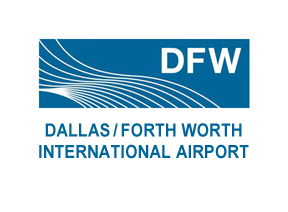 DFW
DALLAS / FORTH WORTH
INTERNATIONAL AIRPORT